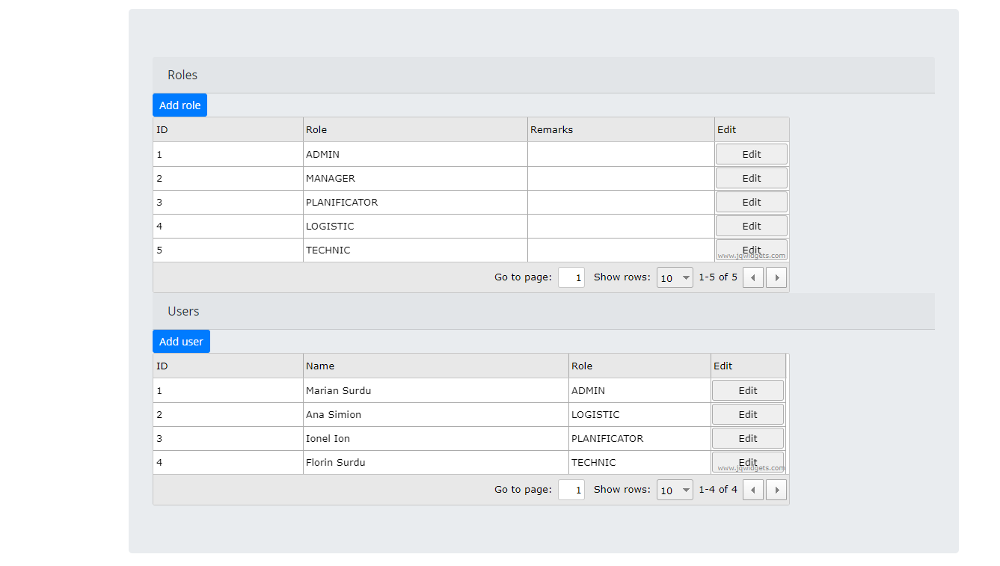 Roles
Add role
ID Role Remarks Edit
1 ADMIN Edit
2 MANAGER Edit
3 PLANIFICATOR Edit
4 LOGISTIC Edit
5 TECHNIC Edit
www.jqwidgets.com
Go to page: 1 Show rows: 10 1-5 of 5
Users
Add user
ID Name Role Edit
1 Marian Surdu ADMIN Edit
2 Ana Simion LOGISTIC Edit
3 Ionel Ion PLANIFICATOR Edit
4 Florin Surdu TECHNIC Edit
www.jqwidgets.com
Go to page: 1 Show rows: 10 1-4 of 4